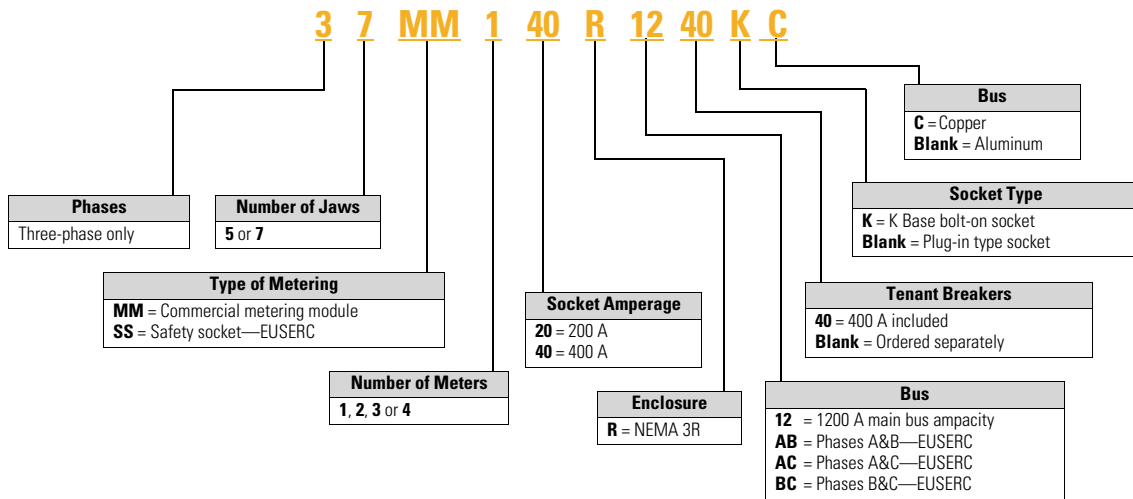 3 7 MM 1 40 R 12 40 K C
Bus
C = Copper
Blank = Aluminum
Socket Type
K = K Base bolt-on socket
Blank = Plug-in type socket
Phases
Three-phase only
Number of Jaws
5 or 7
Type of Metering
MM = Commercial metering module
SS = Safety socket—EUSERC
Socket Amperage
20 = 200 A
40 = 400 A
Tenant Breakers
40 = 400 A included
Blank = Ordered separately
Number of Meters
1, 2, 3 or 4
Enclosure
R = NEMA 3R
Bus
12 = 1200 A main bus ampacity
AB = Phases A&B—EUSERC
AC = Phases A&C—EUSERC
BC = Phases B&C—EUSERC